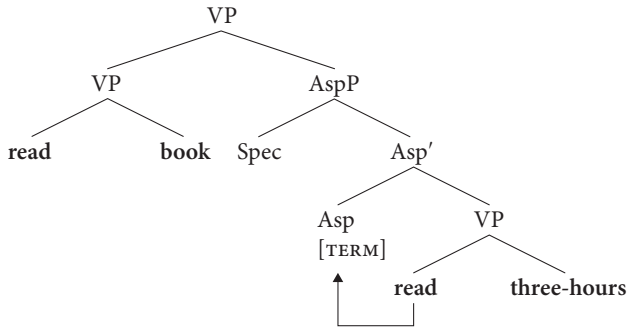 VP
VP AspP
read book Spec Asp′
Asp VP
[TERM]
read three-hours